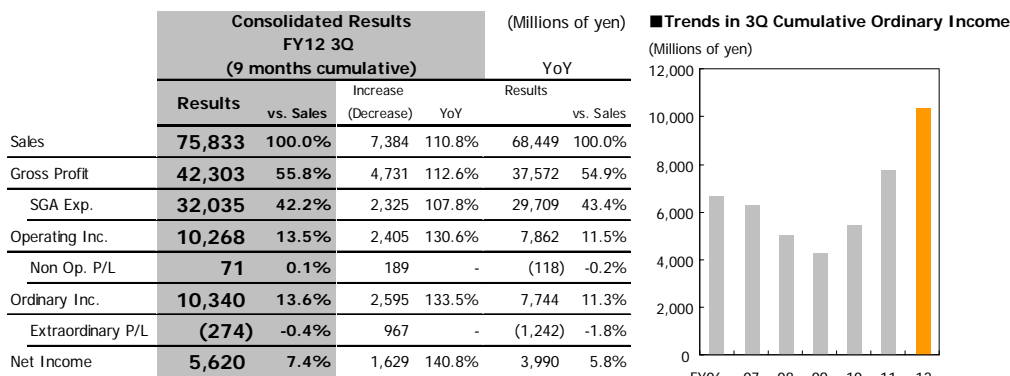 Consolidated Results (Millions of yen)
FY12 3Q
(9 months cumulative) YoY
Increase Results
Results vs. Sales (Decrease) YoY vs. Sales
Sales 75,833 100.0% 7,384 110.8% 68,449 100.0%
Gross Profit 42,303 55.8% 4,731 112.6% 37,572 54.9%
SGA Exp. 32,035 42.2% 2,325 107.8% 29,709 43.4%
Operating Inc. 10,268 13.5% 2,405 130.6% 7,862 11.5%
Non Op. P/L 71 0.1% 189 - (118) -0.2%
Ordinary Inc. 10,340 13.6% 2,595 133.5% 7,744 11.3%
Extraordinary P/L (274) -0.4% 967 - (1,242) -1.8%
Net Income 5,620 7.4% 1,629 140.8% 3,990 5.8%
■Trends in 3Q Cumulative Ordinary Income
(Millions of yen)
12,000
10,000
8,000
6,000
4,000
2,000
0
FY06 07 08 09 10 11 12